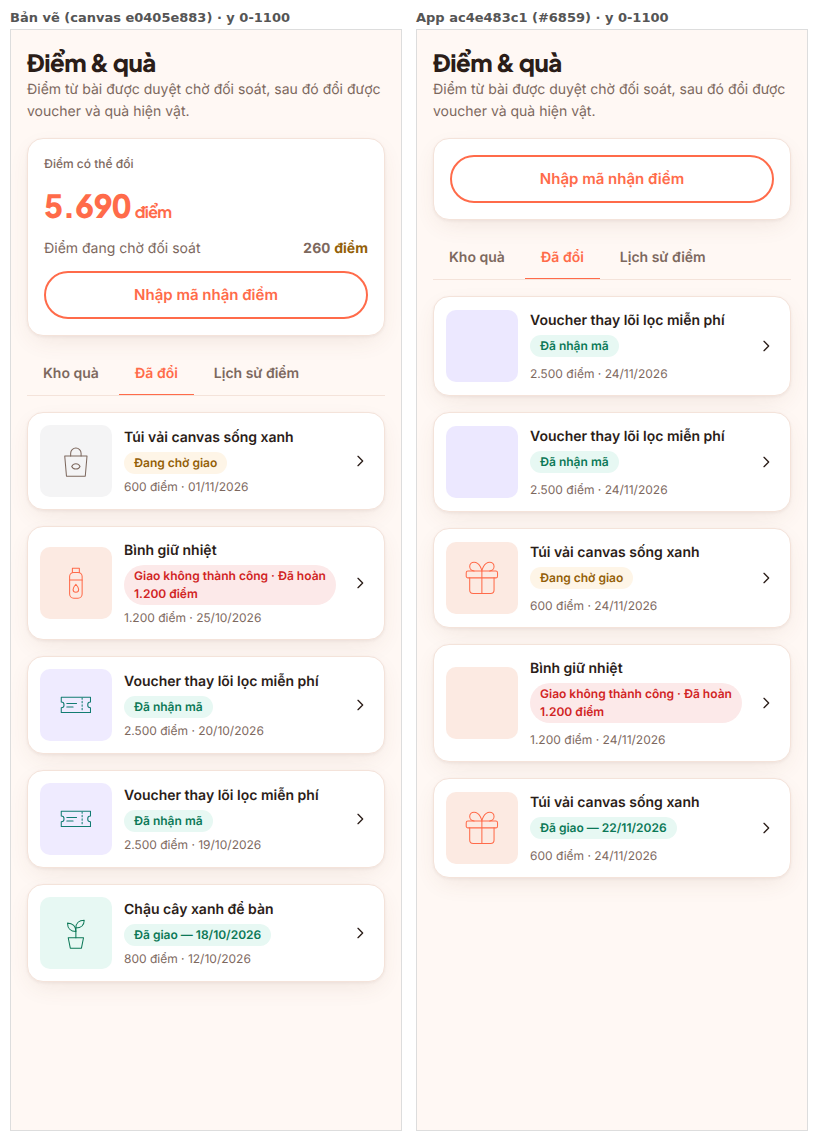 Bản vẽ (canvas e0405e883) · y 0-1100
Điểm & quà
Điểm từ bài được duyệt chờ đối soát, sau đó đổi được
voucher và quà hiện vật.
Điểm có thể đổi
5.690 điểm
Điểm đang chờ đối soát 260 điểm
Nhập mã nhận điểm
Kho quà Đã đổi Lịch sử điểm
Túi vải canvas sống xanh
Đang chờ giao
600 điểm · 01/11/2026
Bình giữ nhiệt
Giao không thành công · Đã hoàn
1.200 điểm
1.200 điểm · 25/10/2026
Voucher thay lõi lọc miễn phí
Đã nhận mã
2.500 điểm · 20/10/2026
Voucher thay lõi lọc miễn phí
Đã nhận mã
2.500 điểm · 19/10/2026
Chậu cây xanh để bàn
Đã giao — 18/10/2026
800 điểm · 12/10/2026
App ac4e483c1 (#6859) · y 0-1100
Điểm & quà
Điểm từ bài được duyệt chờ đối soát, sau đó đổi được
voucher và quà hiện vật.
Nhập mã nhận điểm
Kho quà Đã đổi Lịch sử điểm
Voucher thay lõi lọc miễn phí
Đã nhận mã
2.500 điểm · 24/11/2026
Voucher thay lõi lọc miễn phí
Đã nhận mã
2.500 điểm · 24/11/2026
Túi vải canvas sống xanh
Đang chờ giao
600 điểm · 24/11/2026
Bình giữ nhiệt
Giao không thành công · Đã hoàn
1.200 điểm
1.200 điểm · 24/11/2026
Túi vải canvas sống xanh
Đã giao — 22/11/2026
600 điểm · 24/11/2026